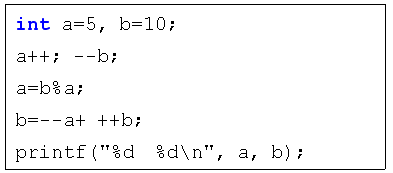 int a=5, b=10;
a++; --b;
a=b%a;
b=--a+ ++b;
printf("%d  %d\n", a, b);